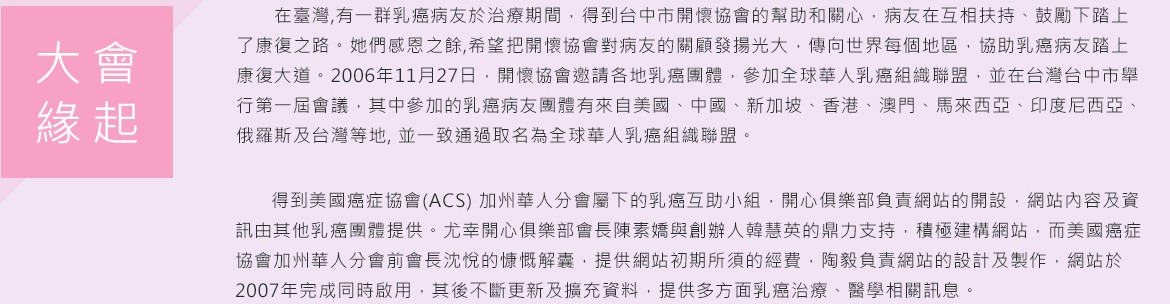 大會
緣起
在臺灣,有一群乳癌病友於治療期間，得到台中市開懷協會的幫助和關心，病友在互相扶持、鼓勵下踏上
了康復之路。她們感恩之餘,希望把開懷協會對病友的關顧發揚光大，傳向世界每個地區，協助乳癌病友踏上
康復大道。2006年11月27日，開懷協會邀請各地乳癌團體，參加全球華人乳癌組織聯盟，並在台灣台中市舉
行第一屆會議，其中參加的乳癌病友團體有來自美國、中國、新加坡、香港、澳門、馬來西亞、印度尼西亞、
俄羅斯及台灣等地, 並一致通過取名為全球華人乳癌組織聯盟。
得到美國癌症協會(ACS) 加州華人分會屬下的乳癌互助小組，開心俱樂部負責網站的開設，網站內容及資
訊由其他乳癌團體提供。尤幸開心俱樂部會長陳素嬌與創辦人韓慧英的鼎力支持，積極建構網站，而美國癌症
協會加州華人分會前會長沈悅的慷慨解囊，提供網站初期所須的經費，陶毅負責網站的設計及製作，網站於
2007年完成同時啟用，其後不斷更新及擴充資料，提供多方面乳癌治療、醫學相關訊息。